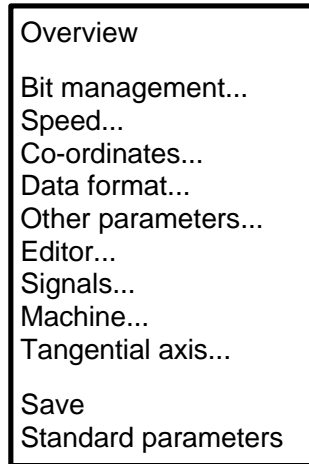 Overview
Bit management...
Speed...
Co-ordinates...
Data format...
Other parameters...
Editor...
Signals...
Machine...
Tangential axis...
Save
Standard parameters